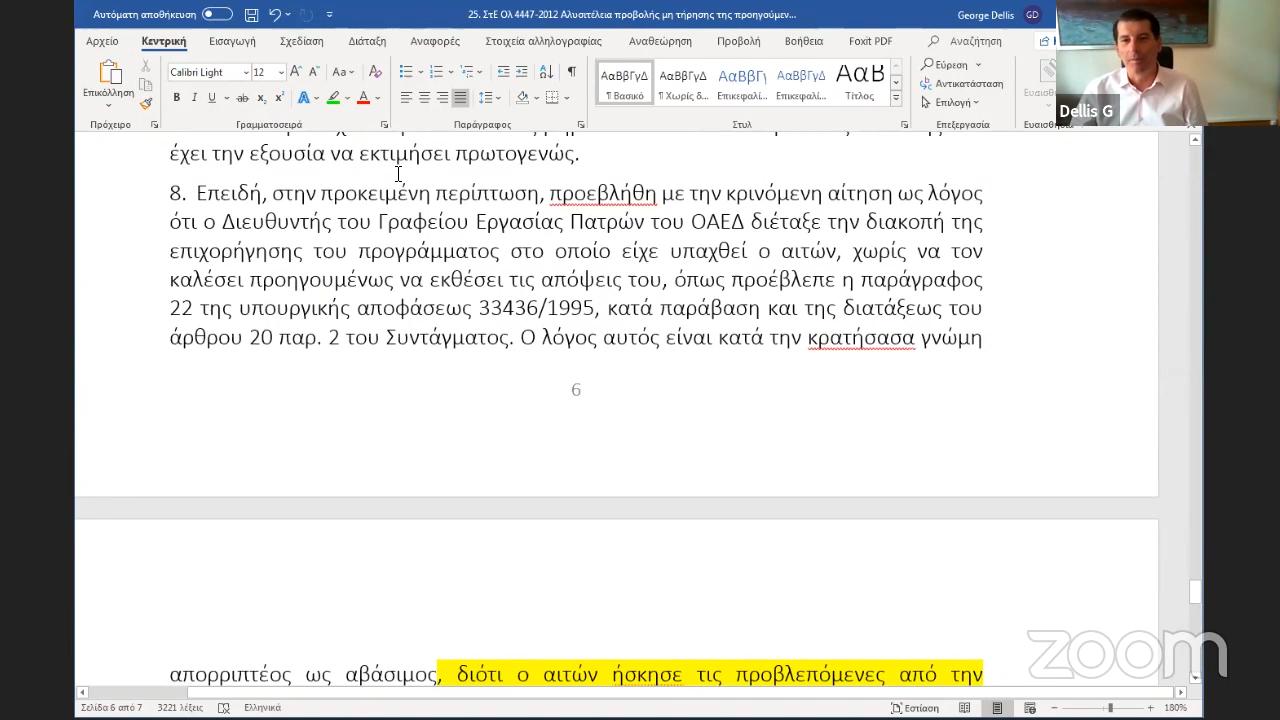 Αυτόματη αποθήκευση
25. ΣτΕ Ολ 4447-2012 Αλυσιτέλεια προβολής μη τήρησης της προηγούμεν...
George Dellis GD
Αρχείο Κεντρική Εισαγωγή Σχεδίαση Διάταξη Αναφορές Στοιχεία αλληλογραφίας Αναθεώρηση Προβολή Βοήθεια Foxit PDF Αναζήτηση
Επικόλληση
Calibri Light 12
ΑαΒβΓγΔ ΑαΒβΓγΔ ΑαΒβΓγ ΑαΒβΓγΔ ΑαΒ
¶ Βασικό ¶ Χωρίς δ... Επικεφαλί... Επικεφαλί... Τίτλος
Εύρεση
Αντικατάσταση
Επιλογή
Πρόχειρο Γραμματοσειρά Παράγραφος Στυλ Επεξεργασία
Dellis G
έχει την εξουσία να εκτιμήσει πρωτογενώς.
8. Επειδή, στην προκειμένη περίπτωση, προεβλήθη με την κρινόμενη αίτηση ως λόγος
ότι ο Διευθυντής του Γραφείου Εργασίας Πατρών του ΟΑΕΔ διέταξε την διακοπή της
επιχορήγησης του προγράμματος στο οποίο είχε υπαχθεί ο αιτών, χωρίς να τον
καλέσει προηγουμένως να εκθέσει τις απόψεις του, όπως προέβλεπε η παράγραφος
22 της υπουργικής αποφάσεως 33436/1995, κατά παράβαση και της διατάξεως του
άρθρου 20 παρ. 2 του Συντάγματος. Ο λόγος αυτός είναι κατά την κρατήσασα γνώμη
6
απορριπτέος ως αβάσιμος, διότι ο αιτών ήσκησε τις προβλεπόμενες από την
zoom
Σελίδα 6 από 7 3221 λέξεις Ελληνικά Εστίαση 180%